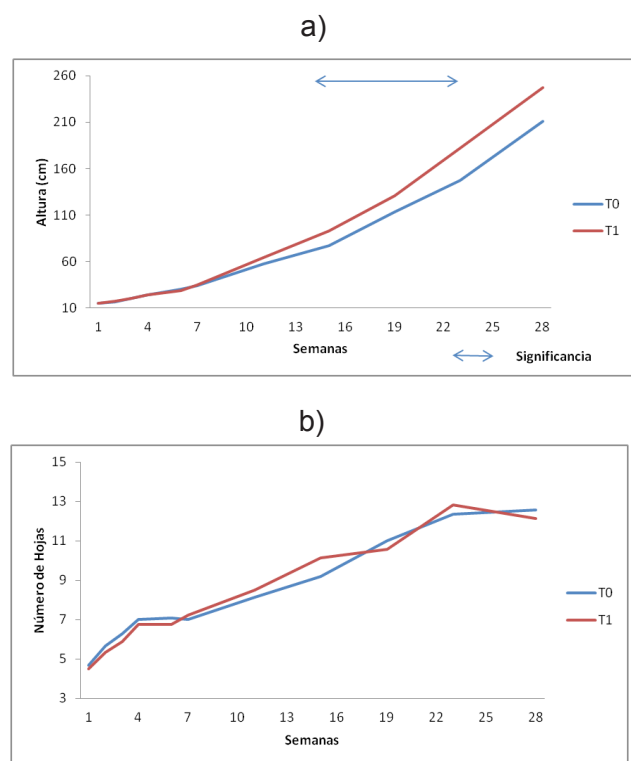 a)
260
210
160
110
60
10
Altura (cm)
1 4 7 10 13 16 19 22 25 28
Semanas
T0
T1
Significancia
b)
15
13
11
9
7
5
3
Número de Hojas
1 4 7 10 13 16 19 22 25 28
Semanas
T0
T1